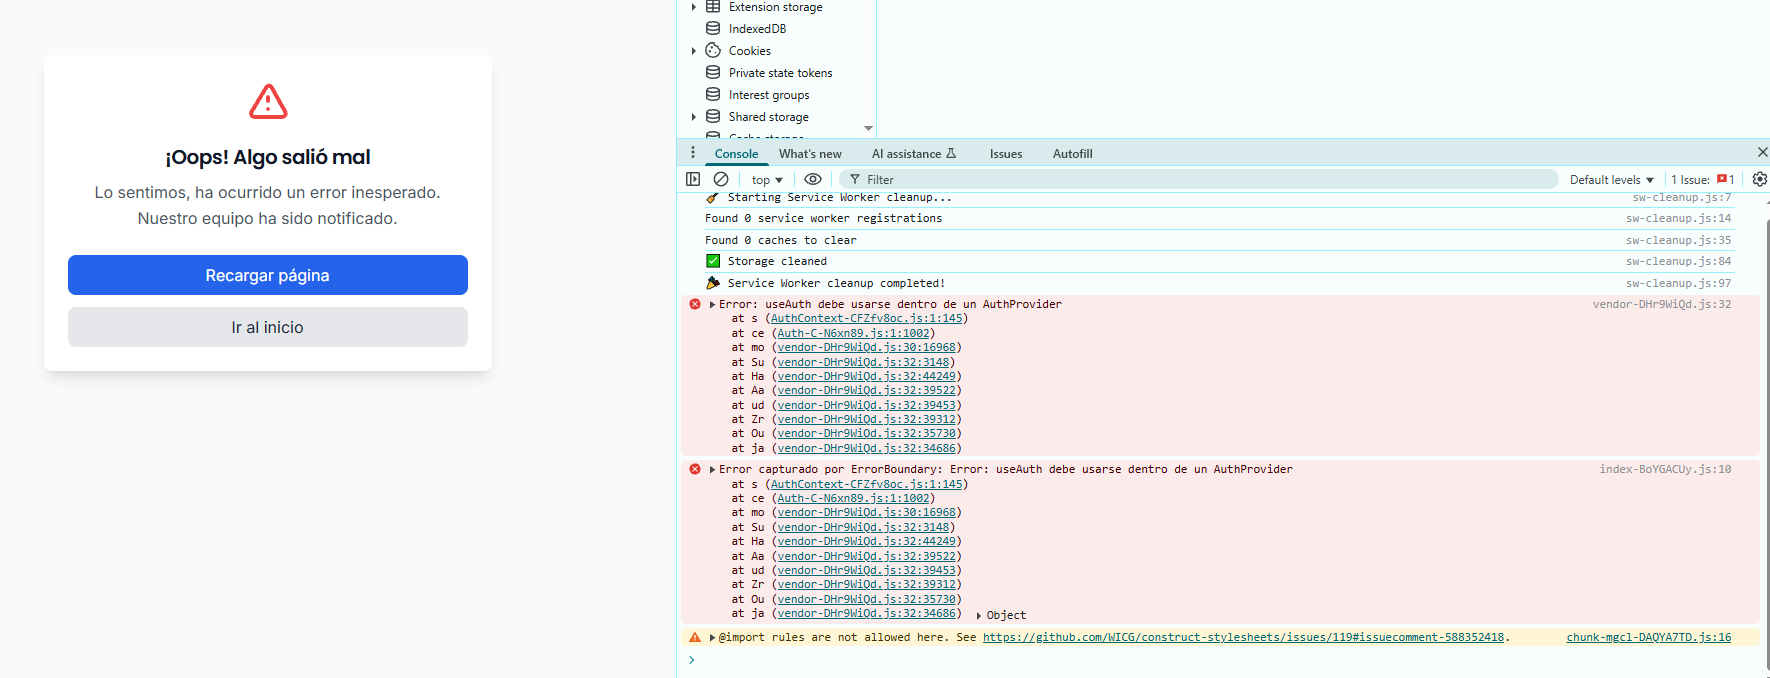 ¡Oops! Algo salió mal
Lo sentimos, ha ocurrido un error inesperado.
Nuestro equipo ha sido notificado.
Recargar página
Ir al inicio
Extension storage
IndexedDB
Cookies
Private state tokens
Interest groups
Shared storage
Cache storage
Console What's new AI assistance Issues Autofill
top Filter Default levels 1 Issue: 1
Starting Service Worker cleanup... sw-cleanup.js:7
Found 0 service worker registrations sw-cleanup.js:14
Found 0 caches to clear sw-cleanup.js:35
Storage cleaned sw-cleanup.js:84
Service Worker cleanup completed! sw-cleanup.js:97
Error: useAuth debe usarse dentro de un AuthProvider vendor-DHr9WiQd.js:32
at s (AuthContext-CFZfv8oc.js:1:145)
at ce (Auth-C-N6xn89.js:1:1002)
at mo (vendor-DHr9WiQd.js:30:16968)
at Su (vendor-DHr9WiQd.js:32:3148)
at Ha (vendor-DHr9WiQd.js:32:44249)
at Aa (vendor-DHr9WiQd.js:32:39522)
at ud (vendor-DHr9WiQd.js:32:39453)
at Zr (vendor-DHr9WiQd.js:32:39312)
at Ou (vendor-DHr9WiQd.js:32:35730)
at ja (vendor-DHr9WiQd.js:32:34686)
Error capturado por ErrorBoundary: Error: useAuth debe usarse dentro de un AuthProvider index-BoYGACUy.js:10
at s (AuthContext-CFZfv8oc.js:1:145)
at ce (Auth-C-N6xn89.js:1:1002)
at mo (vendor-DHr9WiQd.js:30:16968)
at Su (vendor-DHr9WiQd.js:32:3148)
at Ha (vendor-DHr9WiQd.js:32:44249)
at Aa (vendor-DHr9WiQd.js:32:39522)
at ud (vendor-DHr9WiQd.js:32:39453)
at Zr (vendor-DHr9WiQd.js:32:39312)
at Ou (vendor-DHr9WiQd.js:32:35730)
at ja (vendor-DHr9WiQd.js:32:34686) Object
@import rules are not allowed here. See https://github.com/WICG/construct-stylesheets/issues/119#issuecomment-588352418. chunk-mgcl-DAQYA7TD.js:16